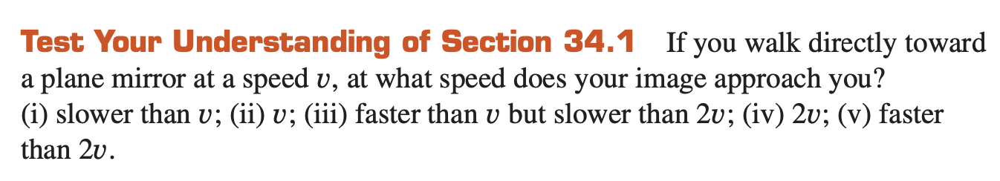 Test Your Understanding of Section 34.1 If you walk directly toward
a plane mirror at a speed v, at what speed does your image approach you?
(i) slower than v; (ii) v; (iii) faster than v but slower than 2v; (iv) 2v; (v) faster
than 2v.